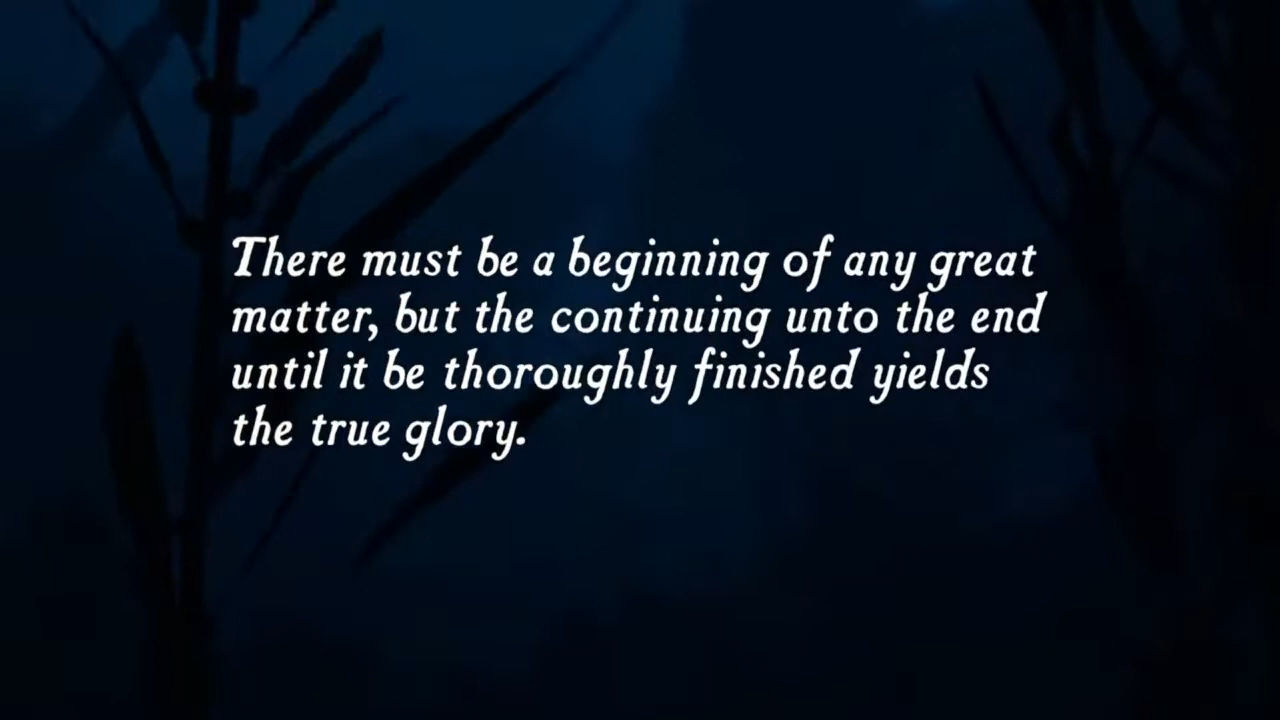 There must be a beginning of any great
matter, but the continuing unto the end
until it be thoroughly finished yields
the true glory.